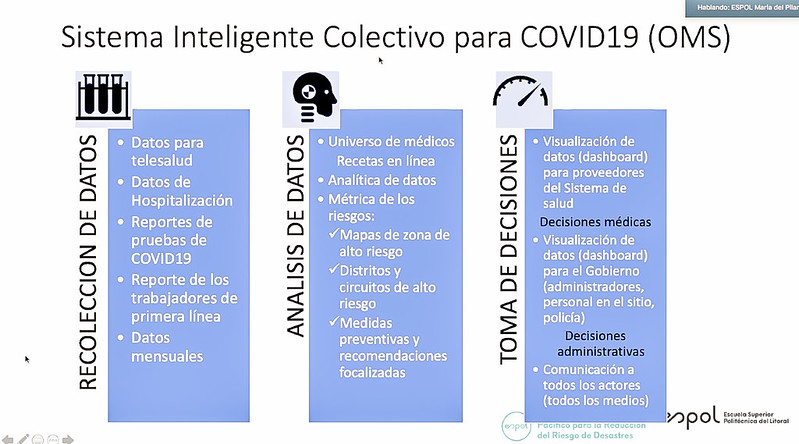 Hablando: ESPOL Maria del Pilar
Sistema Inteligente Colectivo para COVID19 (OMS)
RECOLECCION DE DATOS
• Datos para
telesalud
• Datos de
Hospitalización
• Reportes de
pruebas de
COVID19
• Reporte de los
trabajadores de
primera línea
• Datos
mensuales
ANALISIS DE DATOS
• Universo de médicos
Recetas en línea
• Analítica de datos
• Métrica de los
riesgos:
✓Mapas de zona de
alto riesgo
✓Distritos y
circuitos de alto
riesgo
✓Medidas
preventivas y
recomendaciones
focalizadas
TOMA DE DECISIONES
• Visualización de
datos (dashboard)
para proveedores
del Sistema de
salud
Decisiones médicas
• Visualización de
datos (dashboard)
para el Gobierno
(administradores,
personal en el sitio,
policía)
Decisiones
administrativas
• Comunicación a
todos los actores
(todos los medios)
espol
Pacífico para la Reducción
del Riesgo de Desastres
espol
Escuela Superior
Politécnica del Litoral